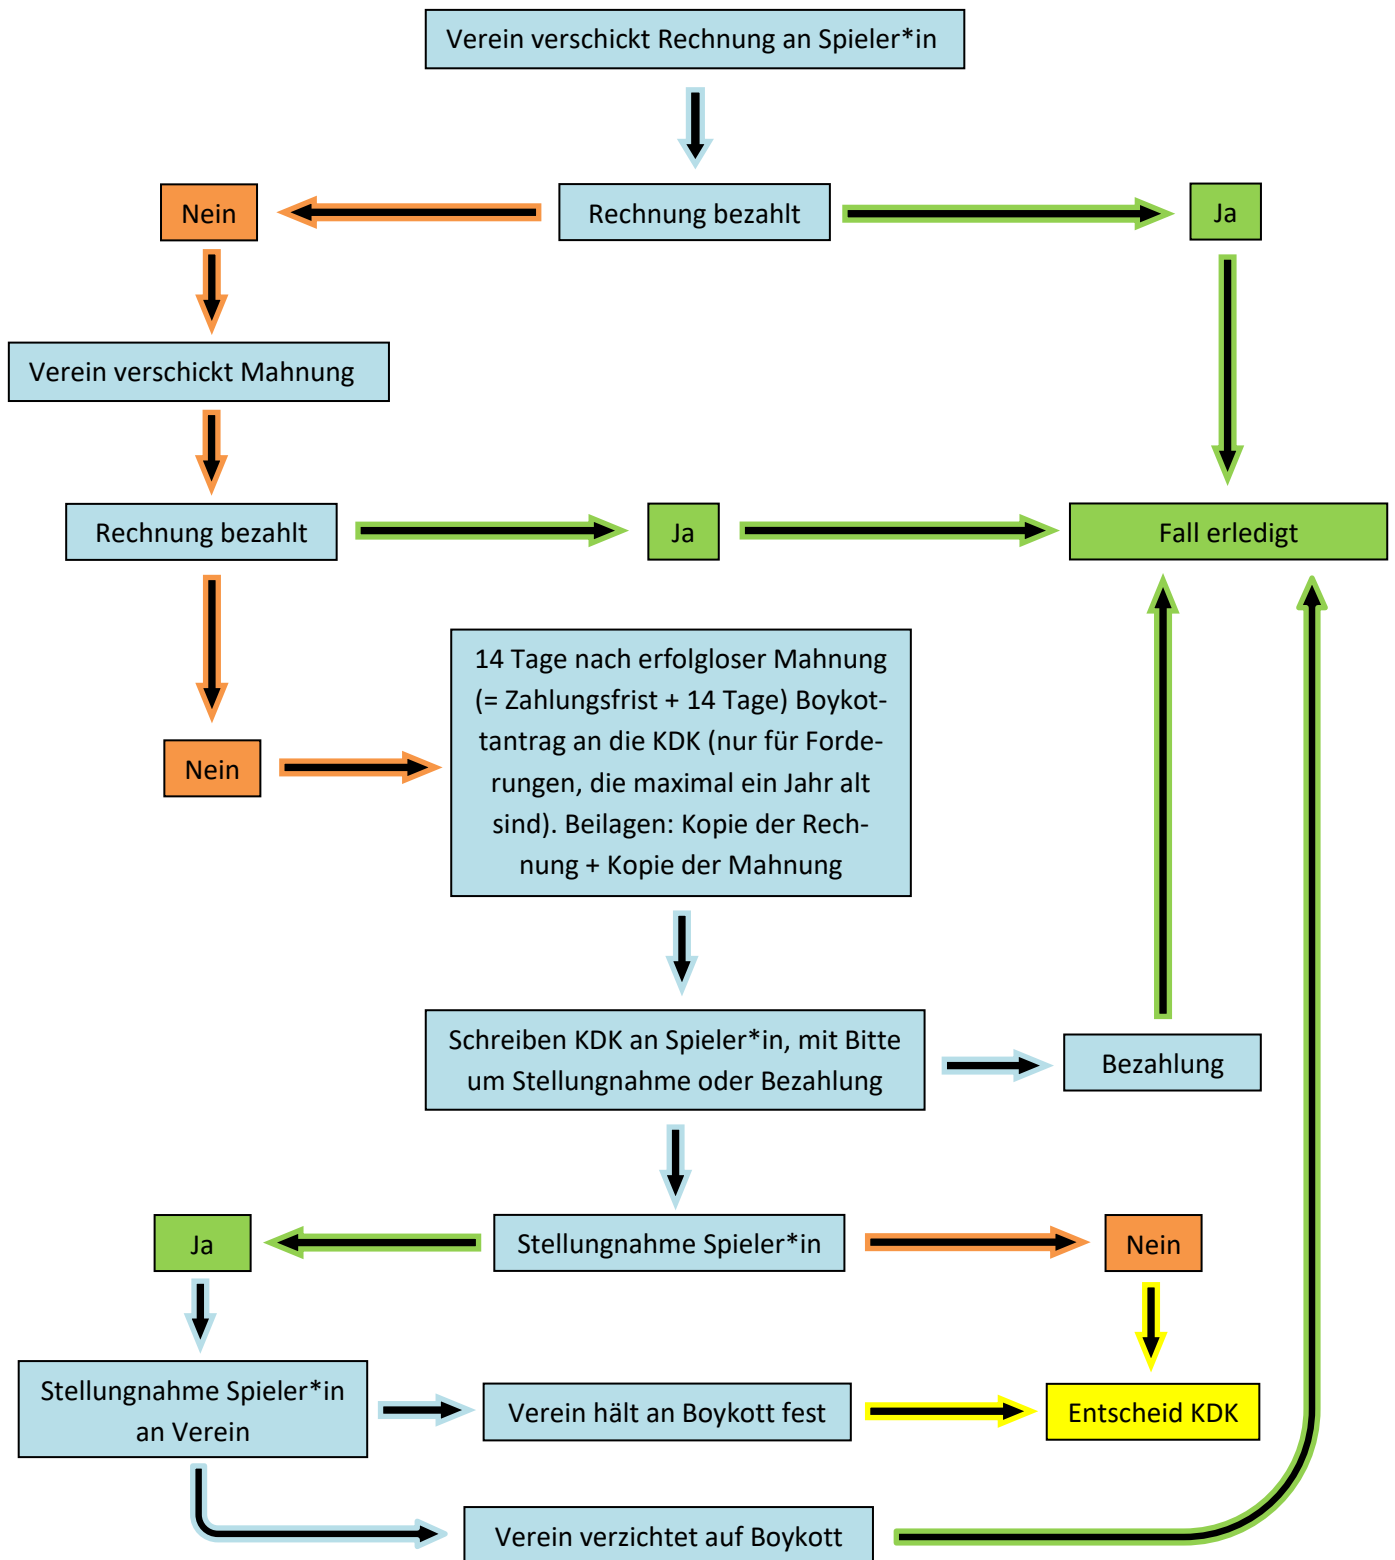 Verein verschickt Rechnung an Spieler*in
Nein
Rechnung bezahlt
Ja
Verein verschickt Mahnung
Rechnung bezahlt
Ja
Fall erledigt
14 Tage nach erfolgloser Mahnung
(= Zahlungsfrist + 14 Tage) Boykot-
tantrag an die KDK (nur für Forde-
rungen, die maximal ein Jahr alt
sind). Beilagen: Kopie der Rech-
nung + Kopie der Mahnung
Nein
Schreiben KDK an Spieler*in, mit Bitte
um Stellungnahme oder Bezahlung
Bezahlung
Ja
Stellungnahme Spieler*in
Nein
Stellungnahme Spieler*in
an Verein
Verein hält an Boykott fest
Entscheid KDK
Verein verzichtet auf Boykott